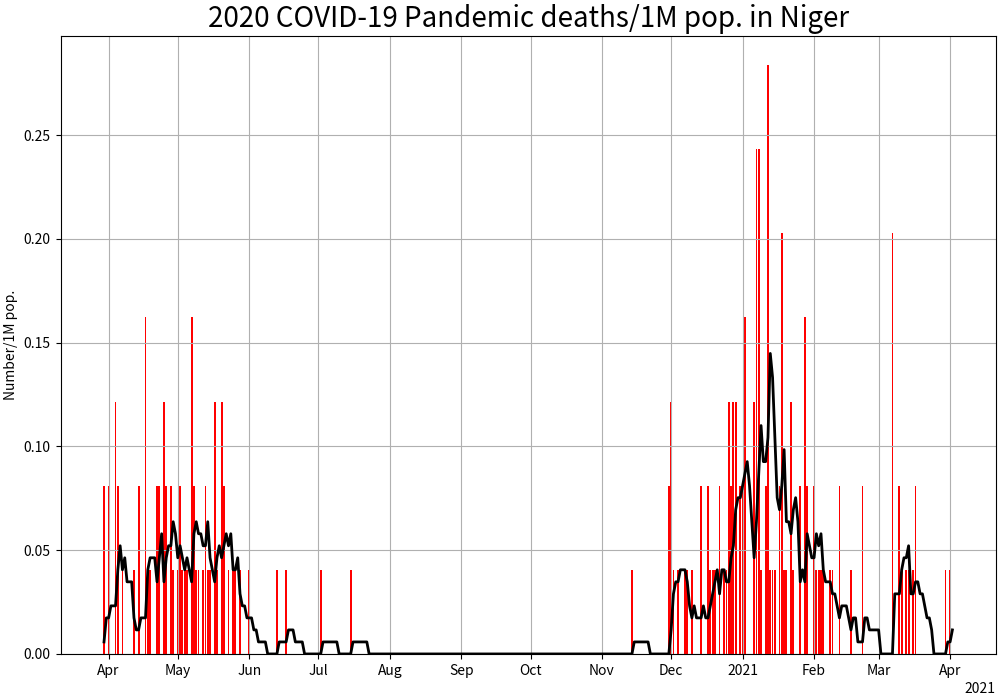 2020 COVID-19 Pandemic deaths/1M pop. in Niger
Number/1M pop.
0.25
0.20
0.15
0.10
0.05
0.00
Apr May Jun Jul Aug Sep Oct Nov Dec 2021 Feb Mar Apr
2021